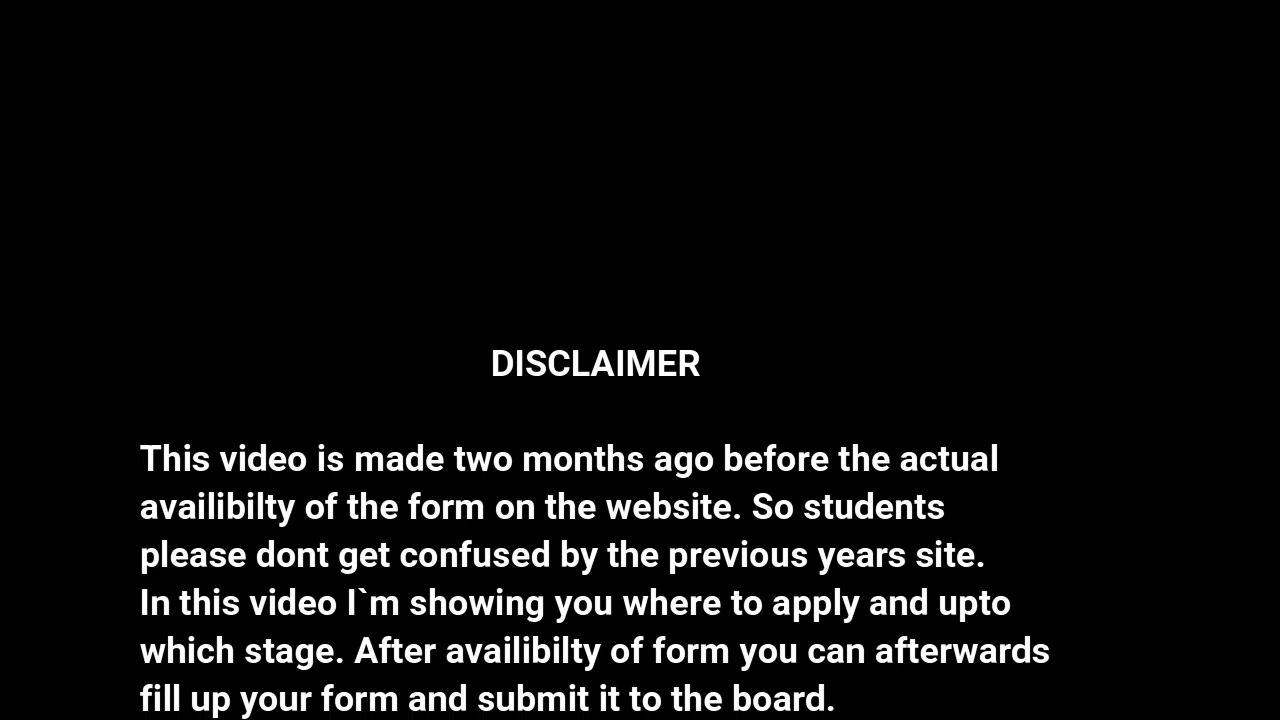 DISCLAIMER
This video is made two months ago before the actual
availibilty of the form on the website. So students
please dont get confused by the previous years site.
In this video I`m showing you where to apply and upto
which stage. After availibilty of form you can afterwards
fill up your form and submit it to the board.